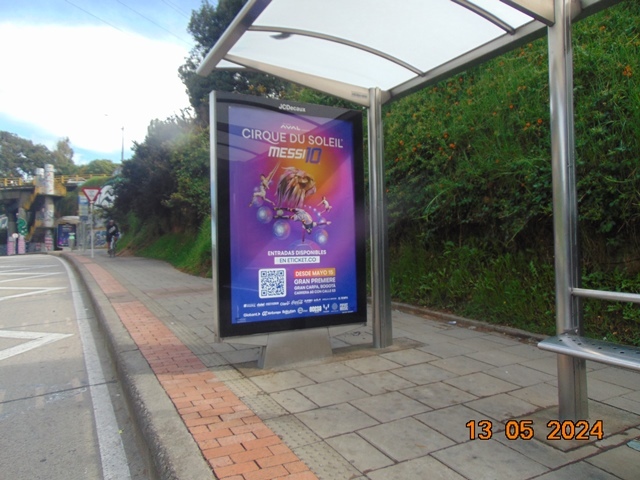 JCDecaux
CIRQUE DU SOLEIL
MESSI10
ENTRADAS DISPONIBLES
EN ETICKET.CO
DESDE MAYO 15
GRAN PREMIERE
GRAN CARPA, BOGOTÁ
13 05 2024